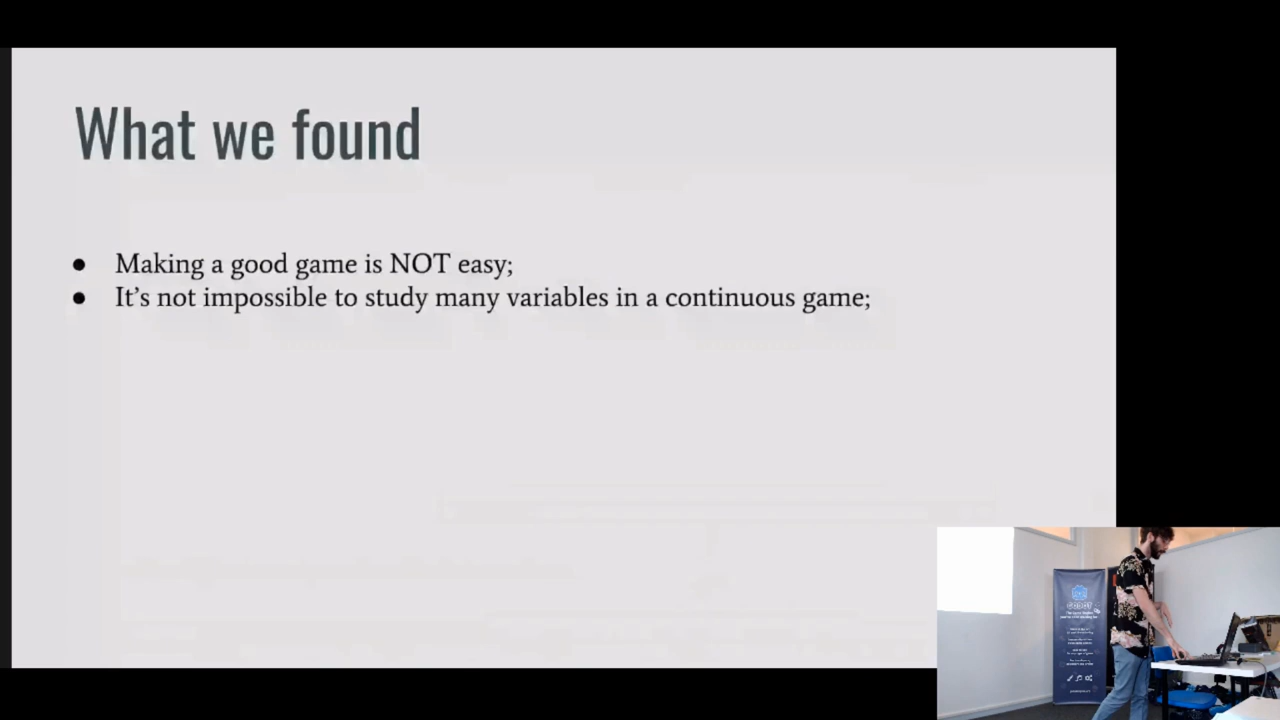 What we found
● Making a good game is NOT easy;
● It’s not impossible to study many variables in a continuous game;
GODOT